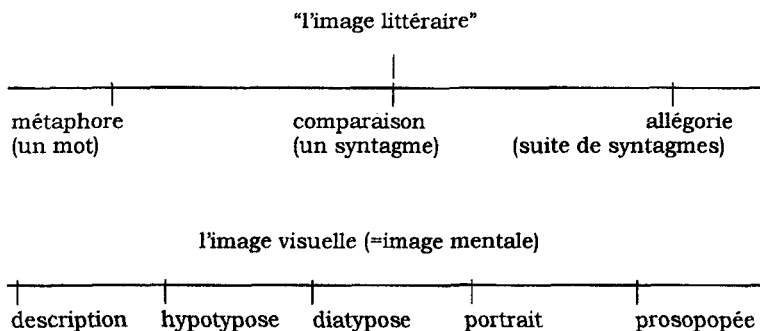 “l'image littéraire”
métaphore comparaison allégorie
(un mot) (un syntagme) (suite de syntagmes)
l'image visuelle (=image mentale)
description hypotypose diatypose portrait prosopopée